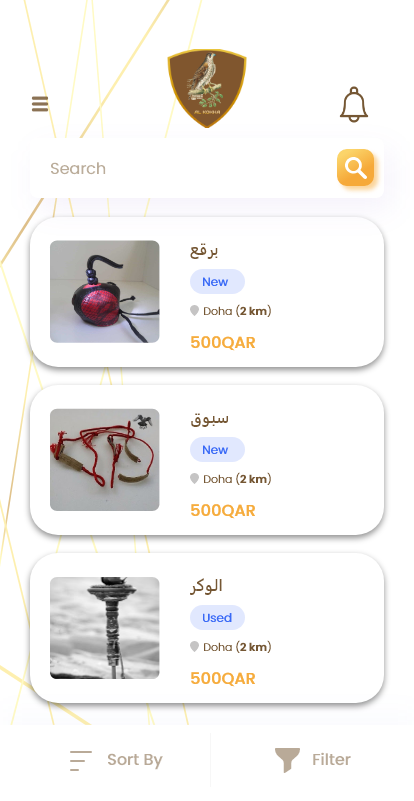 Search
برقع
New
Doha (2 km)
500QAR
سبوق
New
Doha (2 km)
500QAR
الوكر
Used
Doha (2 km)
500QAR
Sort By
Filter